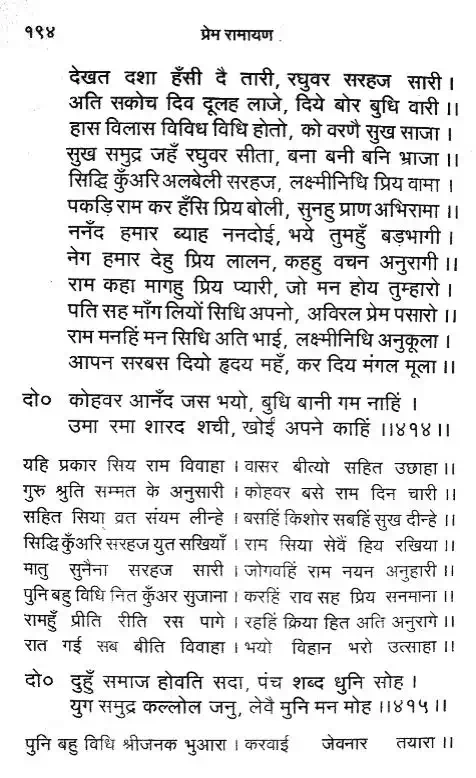 १९४ प्रेम रामायण
देखत दशा हँसी दै तारी, रघुवर सरहज सारी ।
अति सकोच दिव दूलह लाजे, दिये बोर बुधि वारी ।।
हास विलास विविध विधि होतो, को वरणै सुख साजा ।
सुख समुद्र जहँ रघुवर सीता, बना बनी बनि भ्राजा ।।
सिद्धि कुँअरि अलबेली सरहज, लक्ष्मीनिधि प्रिय वामा ।
पकड़ि राम कर हँसि प्रिय बोली, सुनहु प्राण अभिरामा ।।
ननँद हमार ब्याह ननदोई, भये तुमहुँ बड़भागी ।
नेग हमार देहु प्रिय लालन, कहहु वचन अनुरागी ।।
राम कहा मागहु प्रिय प्यारी, जो मन होय तुम्हारो ।
पति सह माँग लियों सिधि अपनो, अविरल प्रेम पसारो ।।
राम मनहिं मन सिधि अति भाई, लक्ष्मीनिधि अनुकूला ।
आपन सरबस दियो हृदय महँ, कर दिय मंगल मूला ।।
दो० कोहवर आनँद जस भयो, बुधि बानी गम नाहिं ।
उमा रमा शारद शची, खोईं अपने काहिं ।।४१४।।
यहि प्रकार सिय राम विवाहा । वासर बीत्यो सहित उछाहा ।।
गुरु श्रुति सम्मत के अनुसारी । कोहवर बसे राम दिन चारी ।।
सहित सिया व्रत संयम लीन्हे । बसहिं किशोर सबहिं सुख दीन्हे ।।
सिद्धि कुँअरि सरहज युत सखियाँ । राम सिया सेवैं हिय रखिया ।।
मातु सुनैना सरहज सारी । जोगवहिं राम नयन अनुहारी ।।
पुनि बहु विधि नित कुँअर सुजाना । करहिं राव सह प्रिय सनमाना ।।
रामहुँ प्रीति रीति रस पागे । रहहिं क्रिया हित अति अनुरागे ।।
रात गई सब बीति विवाहा । भयो विहान भरो उत्साहा ।।
दो० दुहुँ समाज होवति सदा, पंच शब्द धुनि सोह ।
युग समुद्र कल्लोल जनु, लेवै मुनि मन मोह ।।४१५।।
पुनि बहु विधि श्रीजनक भुआरा । करवाई जेवनार तयारा ।।